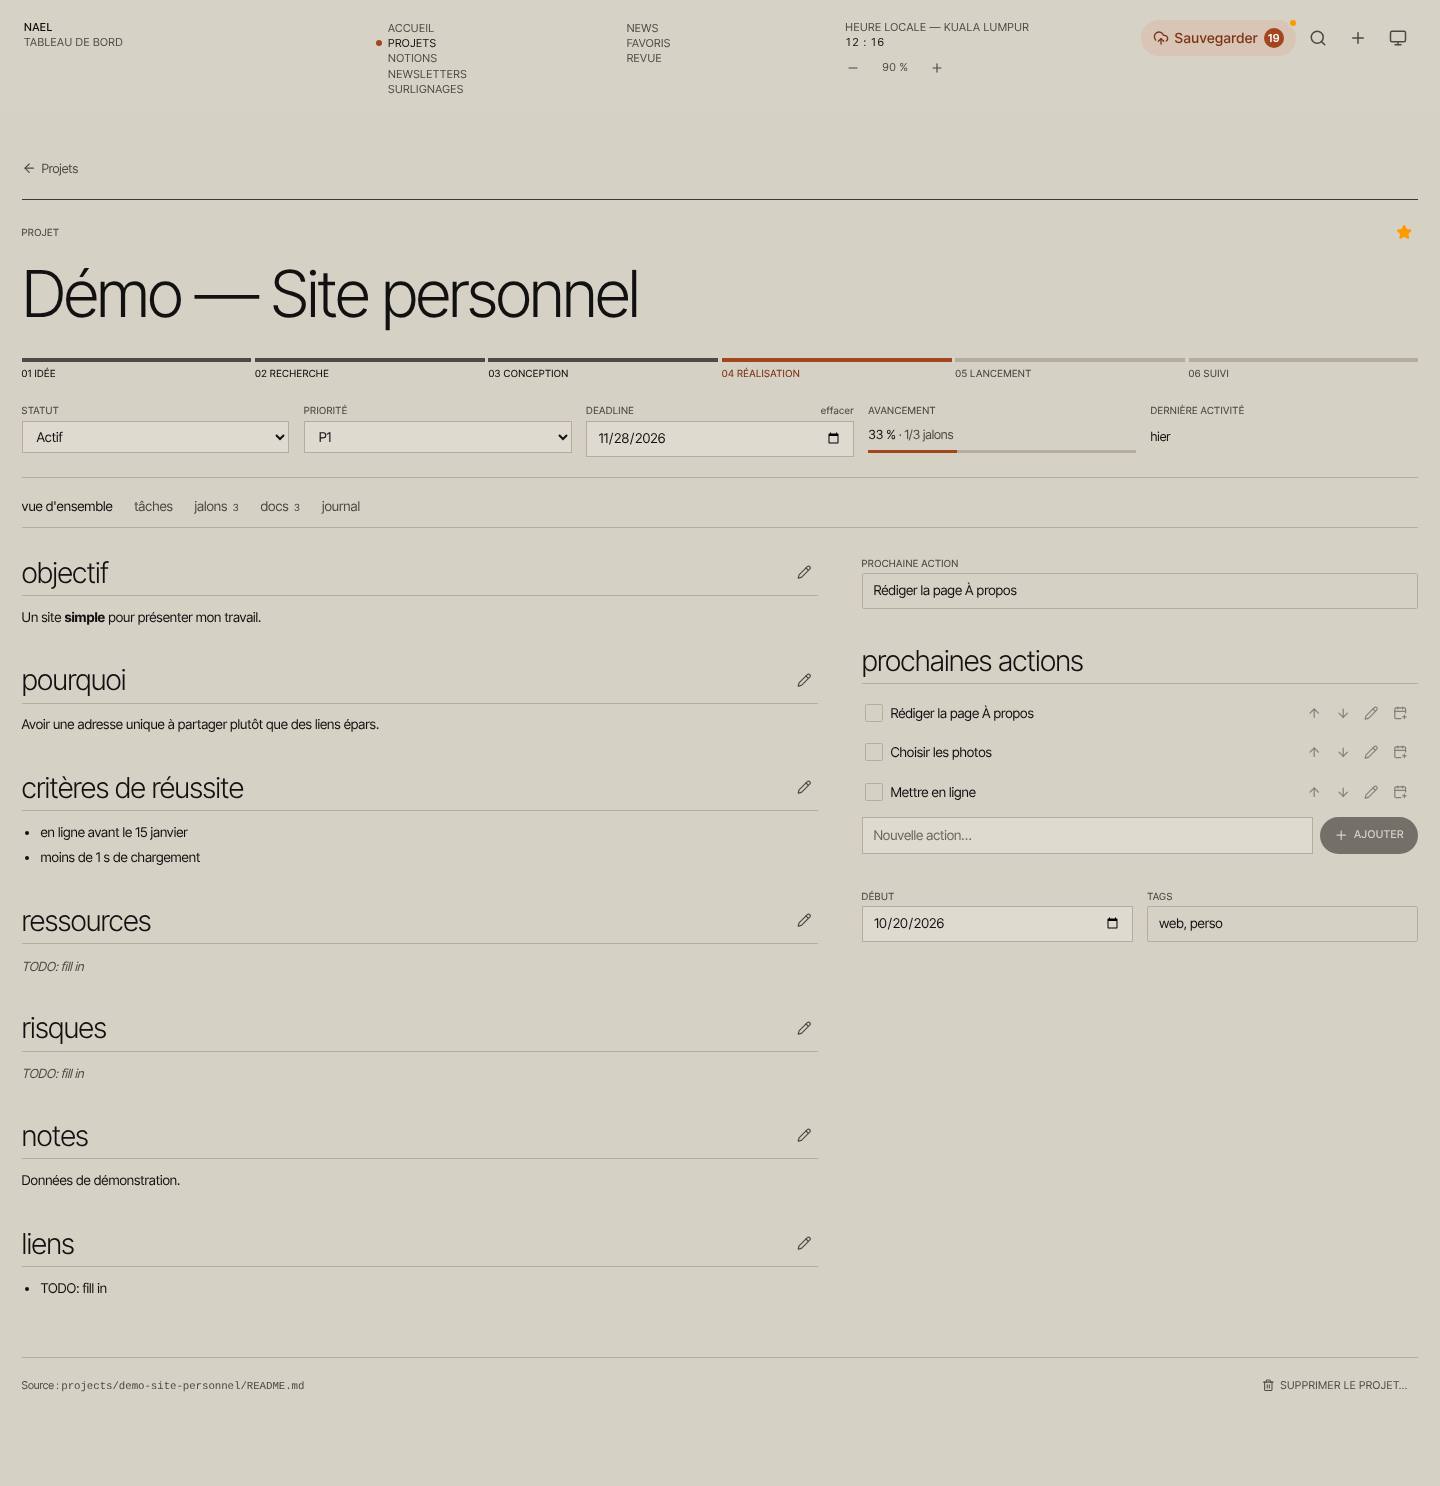 NAEL
TABLEAU DE BORD
ACCUEIL
PROJETS
NOTIONS
NEWSLETTERS
SURLIGNAGES
NEWS
FAVORIS
REVUE
HEURE LOCALE — KUALA LUMPUR
12 : 16
90 %
Sauvegarder 19
Projets
PROJET
Démo — Site personnel
01 IDÉE
02 RECHERCHE
03 CONCEPTION
04 RÉALISATION
05 LANCEMENT
06 SUIVI
STATUT
Actif
PRIORITÉ
P1
DEADLINE effacer
11/28/2026
AVANCEMENT
33 % · 1/3 jalons
DERNIÈRE ACTIVITÉ
hier
vue d'ensemble tâches jalons 3 docs 3 journal
objectif
Un site simple pour présenter mon travail.
pourquoi
Avoir une adresse unique à partager plutôt que des liens épars.
critères de réussite
• en ligne avant le 15 janvier
• moins de 1 s de chargement
ressources
TODO: fill in
risques
TODO: fill in
notes
Données de démonstration.
liens
• TODO: fill in
PROCHAINE ACTION
Rédiger la page À propos
prochaines actions
Rédiger la page À propos
Choisir les photos
Mettre en ligne
Nouvelle action...
AJOUTER
DÉBUT
10/20/2026
TAGS
web, perso
Source : projects/demo-site-personnel/README.md
SUPPRIMER LE PROJET...